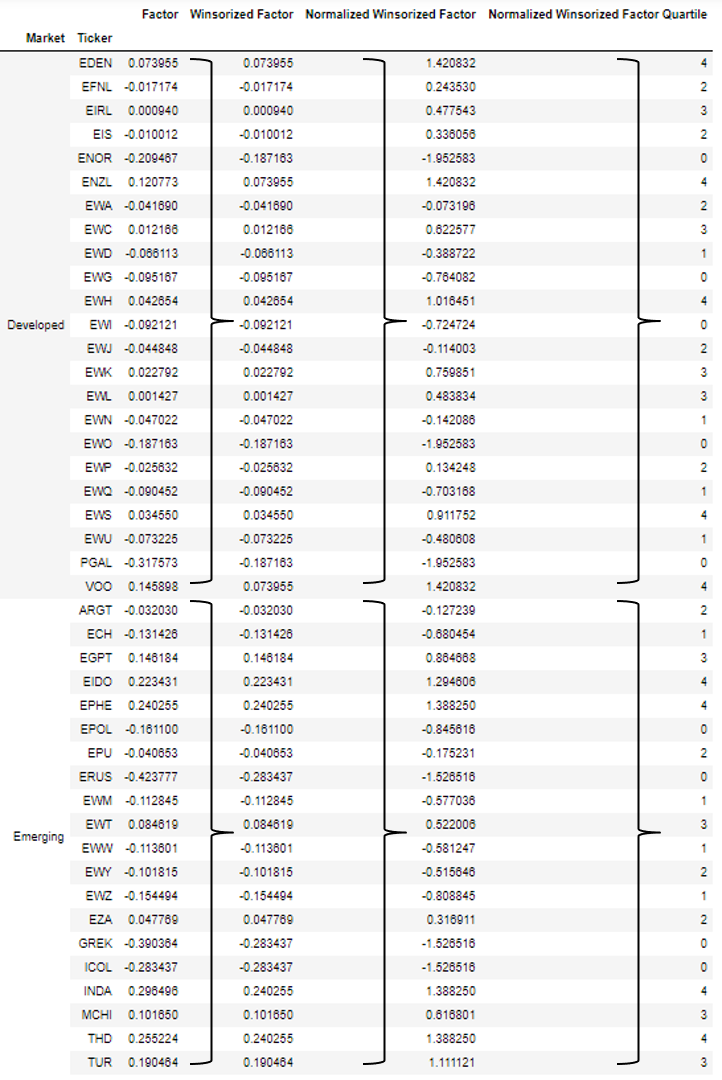 Factor Winsorized Factor Normalized Winsorized Factor Normalized Winsorized Factor Quartile
Market Ticker
EDEN 0.073955 0.073955 1.420832 4
EFNL -0.017174 -0.017174 0.243530 2
EIRL 0.000940 0.000940 0.477543 3
EIS -0.010012 -0.010012 0.336056 2
ENOR -0.209467 -0.187163 -1.952583 0
ENZL 0.120773 0.073955 1.420832 4
EWA -0.041690 -0.041690 -0.073196 2
EWC 0.012166 0.012166 0.622577 3
EWD -0.066113 -0.066113 -0.388722 1
EWG -0.095167 -0.095167 -0.764082 0
EWH 0.042654 0.042654 1.016451 4
Developed EWI -0.092121 -0.092121 -0.724724 0
EWJ -0.044848 -0.044848 -0.114003 2
EWK 0.022792 0.022792 0.759851 3
EWL 0.001427 0.001427 0.483834 3
EWN -0.047022 -0.047022 -0.142086 1
EWO -0.187163 -0.187163 -1.952583 0
EWP -0.025632 -0.025632 0.134248 2
EWQ -0.090452 -0.090452 -0.703168 1
EWS 0.034550 0.034550 0.911752 4
EWU -0.073225 -0.073225 -0.480608 1
PGAL -0.317573 -0.187163 -1.952583 0
VOO 0.145898 0.073955 1.420832 4
ARGT -0.032030 -0.032030 -0.127239 2
ECH -0.131426 -0.131426 -0.680454 1
EGPT 0.146184 0.146184 0.864668 3
EIDO 0.223431 0.223431 1.294606 4
EPHE 0.240255 0.240255 1.388250 4
EPOL -0.161100 -0.161100 -0.845616 0
EPU -0.040653 -0.040653 -0.175231 2
ERUS -0.423777 -0.283437 -1.526516 0
EWM -0.112845 -0.112845 -0.577036 1
EWT 0.084619 0.084619 0.522006 3
Emerging EWW -0.113601 -0.113601 -0.581247 1
EWY -0.101815 -0.101815 -0.515646 2
EWZ -0.154494 -0.154494 -0.808845 1
EZA 0.047769 0.047769 0.316911 2
GREK -0.390364 -0.283437 -1.526516 0
ICOL -0.283437 -0.283437 -1.526516 0
INDA 0.296496 0.240255 1.388250 4
MCHI 0.101650 0.101650 0.616801 3
THD 0.255224 0.240255 1.388250 4
TUR 0.190464 0.190464 1.111121 3